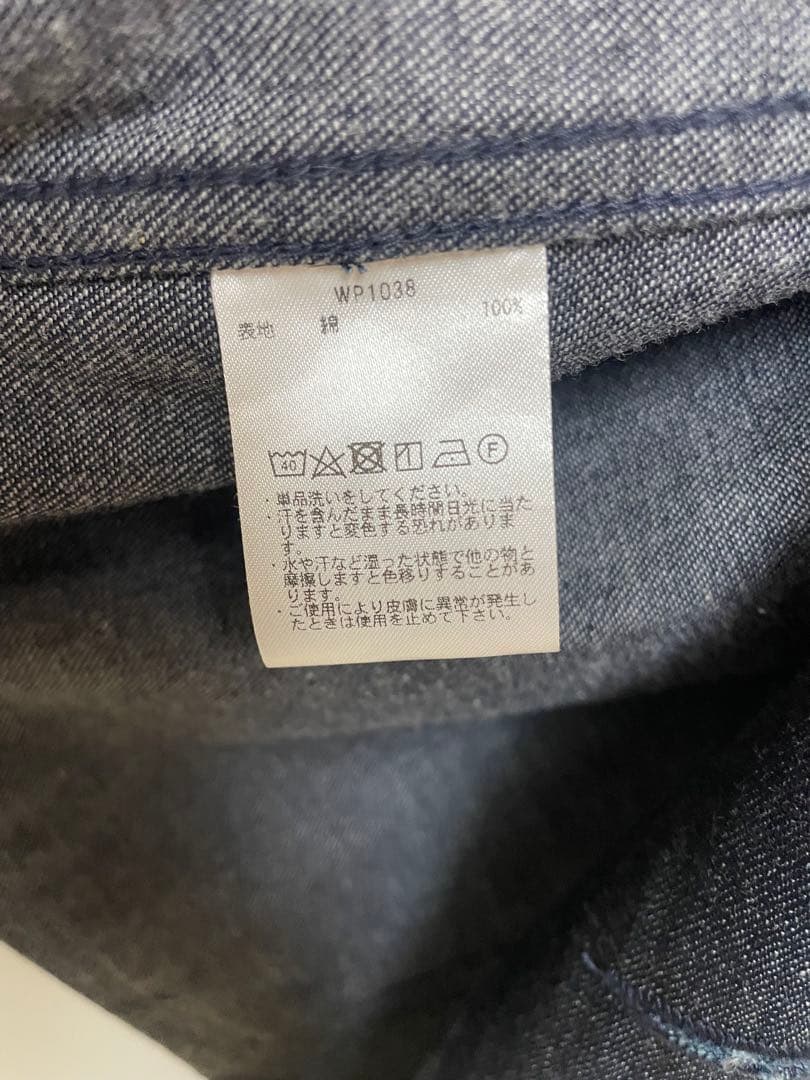 WP1038
表地 綿 100%
40 F
・単品洗いをしてください。
・汗を含んだまま長時間日光に当た
りますと変色する恐れがありま
す。
・水や汗など湿った状態で他の物と
摩擦しますと色移りすることがあ
ります。
・ご使用により皮膚に異常が発生し
たときは使用を止めて下さい。